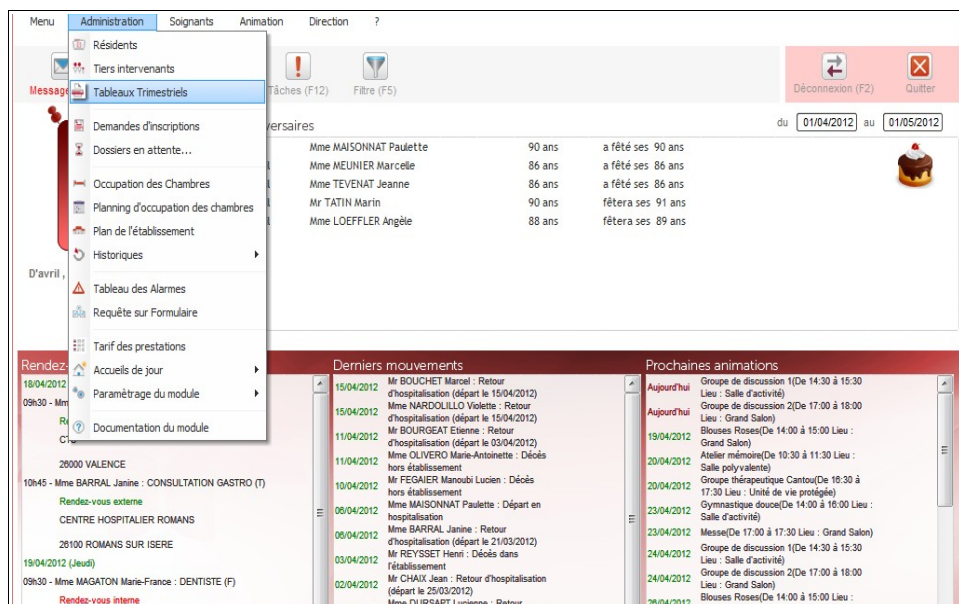 Menu Administration Soignants Animation Direction ?
Résidents
Tiers intervenants
Tableaux Trimestriels
Demandes d'inscriptions
Dossiers en attente...
Occupation des Chambres
Planning d'occupation des chambres
Plan de l'établissement
Historiques
Tableau des Alarmes
Requête sur Formulaire
Tarif des prestations
Accueils de jour
Paramètrage du module
Documentation du module
Message
Tâches (F12) Filtre (F5) Déconnexion (F2) Quitter
versaires du 01/04/2012 au 01/05/2012
Mme MAISONNAT Paulette 90 ans a fêté ses 90 ans
Mme MEUNIER Marcelle 86 ans a fêté ses 86 ans
Mme TEVENAT Jeanne 86 ans a fêté ses 86 ans
Mr TATIN Marin 90 ans fêtera ses 91 ans
Mme LOEFFLER Angèle 88 ans fêtera ses 89 ans
D'avril ,
Rendez-
18/04/2012
09h30 - Mm
26000 VALENCE
10h45 - Mme BARRAL Janine : CONSULTATION GASTRO (T)
Rendez-vous externe
CENTRE HOSPITALIER ROMANS
26100 ROMANS SUR ISERE
19/04/2012 (Jeudi)
09h30 - Mme MAGATON Marie-France : DENTISTE (F)
Rendez-vous interne
Derniers mouvements
15/04/2012 Mr BOUCHET Marcel : Retour
d'hospitalisation (départ le 15/04/2012)
15/04/2012 Mme NARDOLILLO Violette : Retour
d'hospitalisation (départ le 15/04/2012)
11/04/2012 Mr BOURGEAT Etienne : Retour
d'hospitalisation (départ le 03/04/2012)
11/04/2012 Mme OLIVERO Marie-Antoinette : Décès
hors établissement
10/04/2012 Mr FEGAIER Manoubi Lucien : Décès
hors établissement
06/04/2012 Mme MAISONNAT Paulette : Départ en
hospitalisation
06/04/2012 Mme BARRAL Janine : Retour
d'hospitalisation (départ le 21/03/2012)
03/04/2012 Mr REYSSET Henri : Décès dans
l'établissement
02/04/2012 Mr CHAIX Jean : Retour d'hospitalisation
(départ le 25/03/2012)
Mme DURSAPT Lucienne : Retour
Prochaines animations
Aujourd'hui Groupe de discussion 1(De 14:30 à 15:30
Lieu : Salle d'activité)
Aujourd'hui Groupe de discussion 2(De 17:00 à 18:00
Lieu : Grand Salon)
19/04/2012 Blouses Roses(De 14:00 à 15:00 Lieu :
Grand Salon)
20/04/2012 Atelier mémoire(De 10:30 à 11:30 Lieu :
Salle polyvalente)
20/04/2012 Groupe thérapeutique Cantou(De 16:30 à
17:30 Lieu : Unité de vie protégée)
23/04/2012 Gymnastique douce(De 14:00 à 16:00 Lieu :
Salle d'activité)
23/04/2012 Messe(De 17:00 à 17:30 Lieu : Grand Salon)
24/04/2012 Groupe de discussion 1(De 14:30 à 15:30
Lieu : Salle d'activité)
24/04/2012 Groupe de discussion 2(De 17:00 à 18:00
Lieu : Grand Salon)
26/04/2012 Blouses Roses(De 14:00 à 15:00 Lieu :